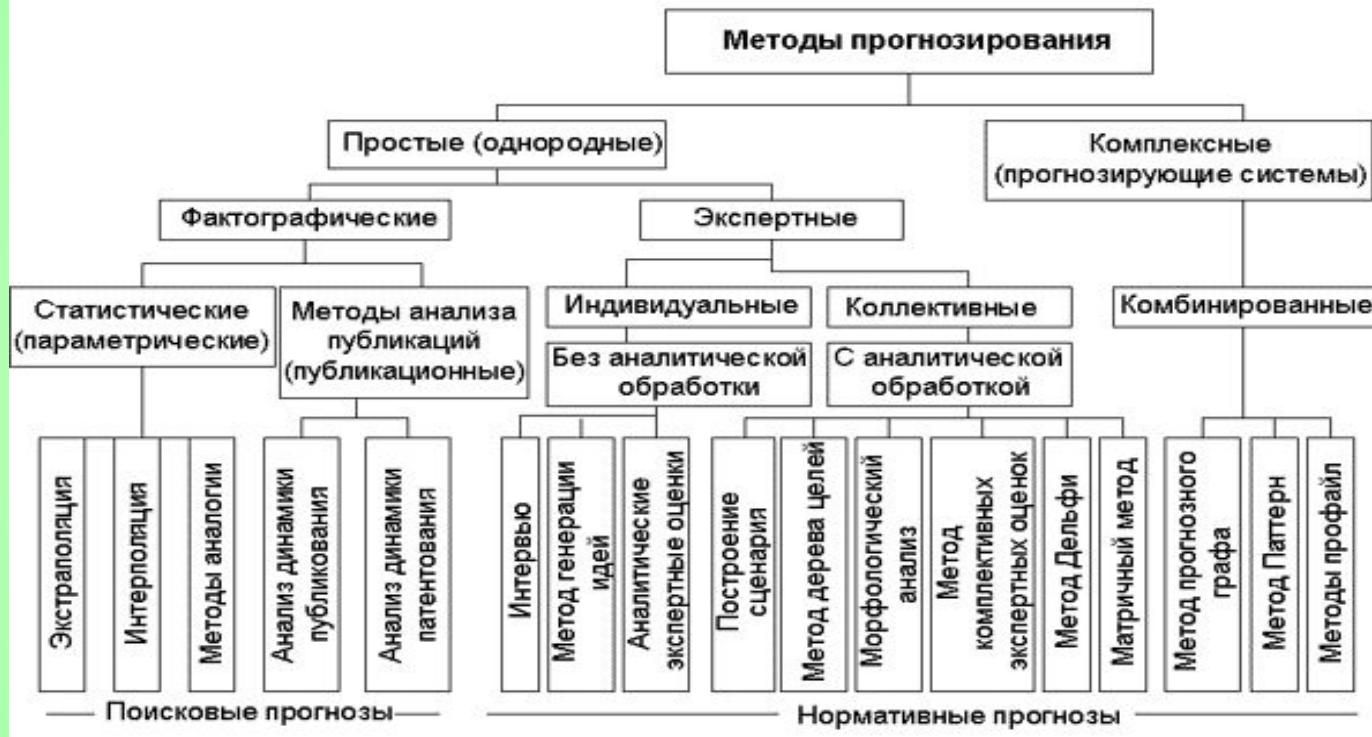 Методы прогнозирования
Простые (однородные)
Комплексные
(прогнозирующие системы)
Фактографические
Экспертные
Статистические
(параметрические)
Методы анализа
публикаций
(публикационные)
Индивидуальные
Коллективные
Комбинированные
Без аналитической
обработки
С аналитической
обработкой
Экстраполяция
Интерполяция
Методы аналогии
Анализ динамики
публикования
Анализ динамики
патентования
Интервью
Метод генерации
идей
Аналитические
экспертные оценки
Построение
сценария
Метод дерева целей
Морфологический
анализ
Метод
комплективных
экспертных оценок
Метод Дельфи
Матричный метод
Метод прогнозного
графа
Метод Паттерн
Методы профайл
Поисковые прогнозы
Нормативные прогнозы